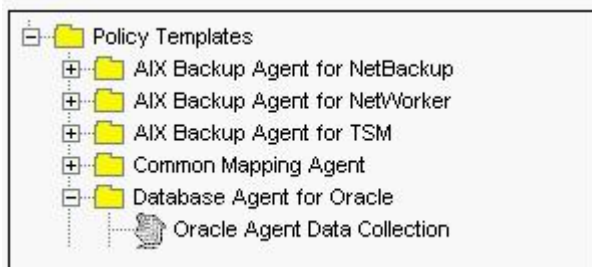 Policy Templates
AIX Backup Agent for NetBackup
AIX Backup Agent for NetWorker
AIX Backup Agent for TSM
Common Mapping Agent
Database Agent for Oracle
Oracle Agent Data Collection